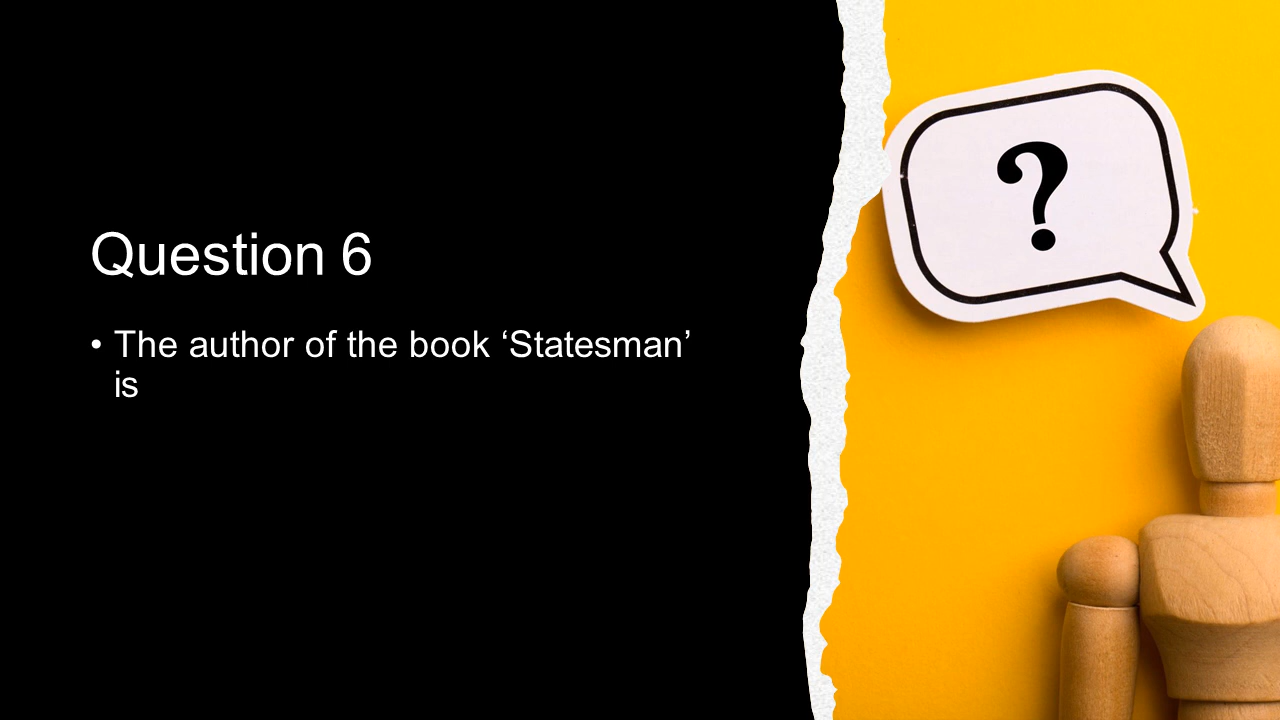 Question 6
• The author of the book ‘Statesman’
is
?